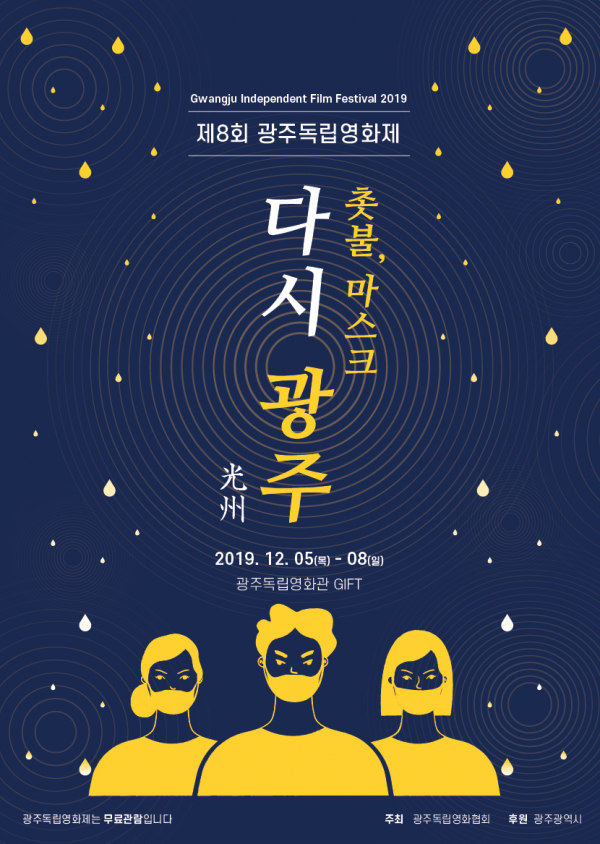 Gwangju Independent Film Festival 2019
제8회 광주독립영화제
촛불, 마스크
다시 광주
光州
2019. 12. 05(목) - 08(일)
광주독립영화관 GIFT
광주독립영화제는 무료관람입니다
주최 광주독립영화협회 후원 광주광역시